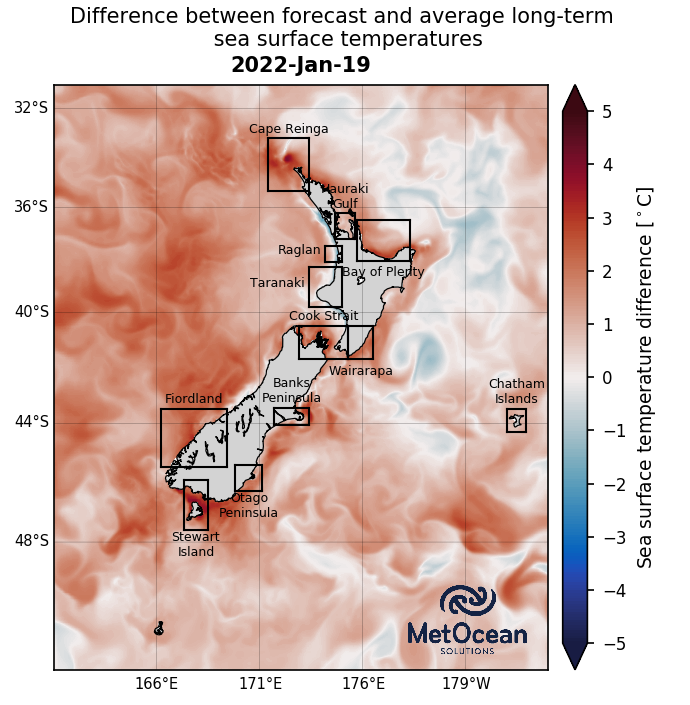 Difference between forecast and average long-term
sea surface temperatures
2022-Jan-19
32°S
36°S
40°S
44°S
48°S
Cape Reinga
Hauraki
Gulf
Raglan
Bay of Plenty
Taranaki
Cook Strait
Wairarapa
Banks
Peninsula
Chatham
Islands
Fiordland
Otago
Peninsula
Stewart
Island
MetOcean
SOLUTIONS
166°E
171°E
176°E
179°W
5
4
3
2
1
0
−1
−2
−3
−4
−5
Sea surface temperature difference [°C]